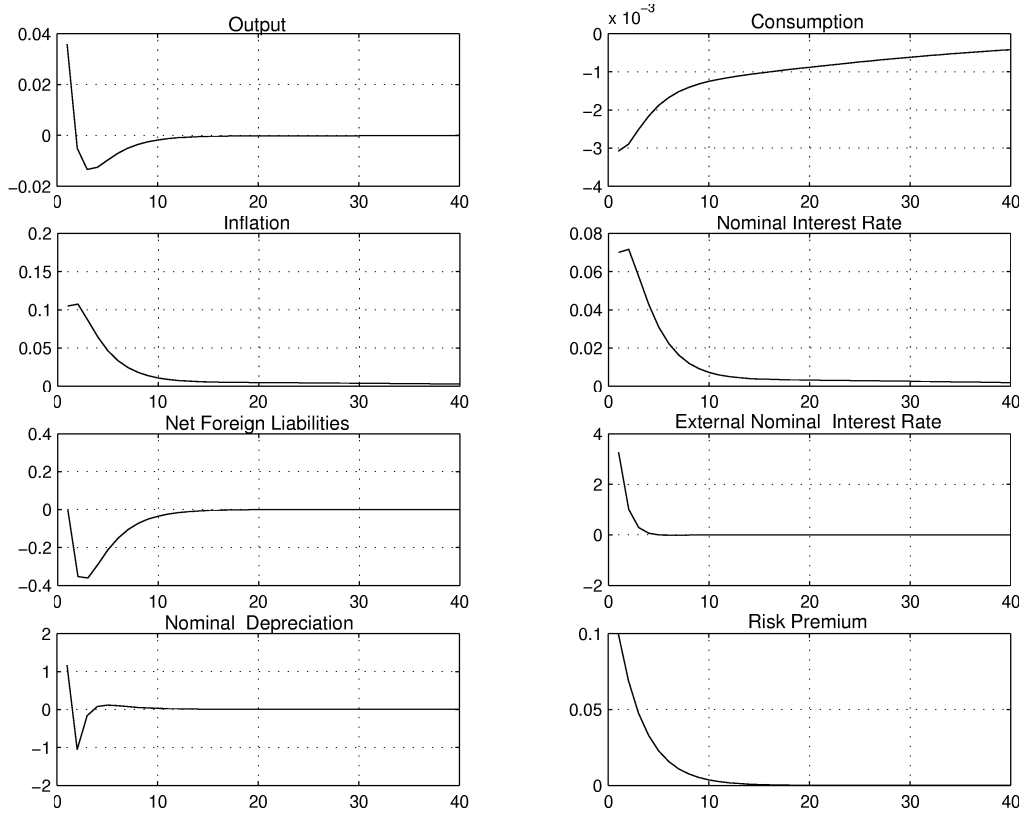 Output
0.04
0.02
0
−0.02
0 10 20 30 40
x 10⁻³
Consumption
0
−1
−2
−3
−4
0 10 20 30 40
Inflation
0.2
0.15
0.1
0.05
0
0 10 20 30 40
Nominal Interest Rate
0.08
0.06
0.04
0.02
0
0 10 20 30 40
Net Foreign Liabilities
0.4
0.2
0
−0.2
−0.4
0 10 20 30 40
External Nominal Interest Rate
4
2
0
−2
0 10 20 30 40
Nominal Depreciation
2
1
0
−1
−2
0 10 20 30 40
Risk Premium
0.1
0.05
0
0 10 20 30 40